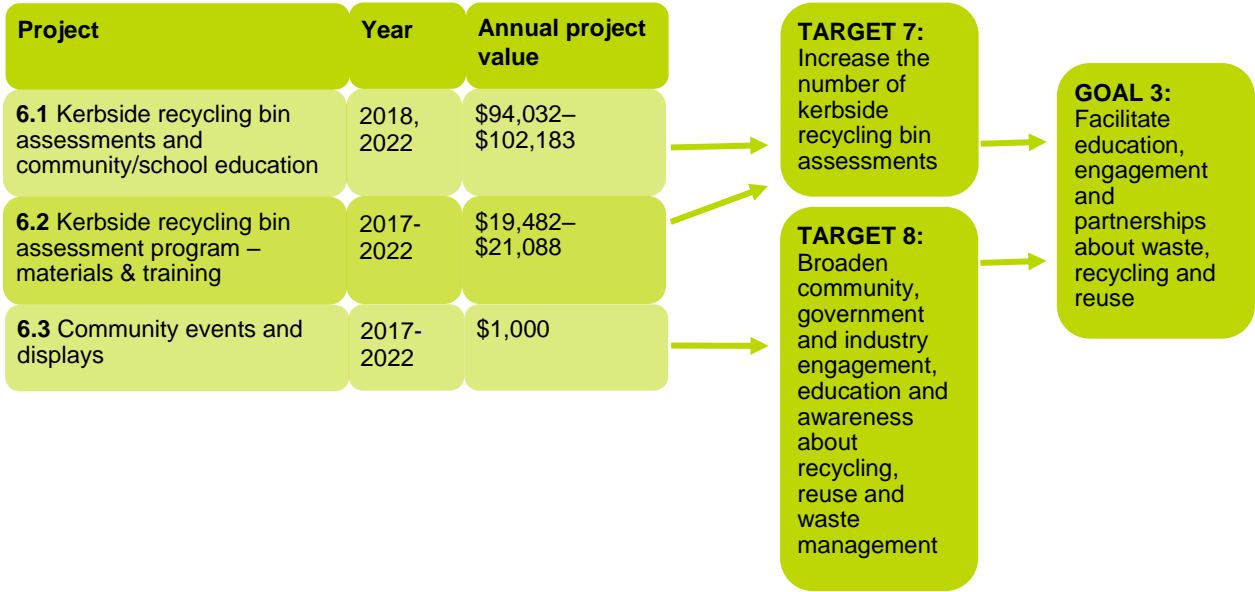 Project
Year
Annual project
value
6.1 Kerbside recycling bin
assessments and
community/school education
2018,
2022
$94,032–
$102,183
6.2 Kerbside recycling bin
assessment program –
materials & training
2017-
2022
$19,482–
$21,088
6.3 Community events and
displays
2017-
2022
$1,000
TARGET 7:
Increase the
number of
kerbside
recycling bin
assessments
TARGET 8:
Broaden
community,
government
and industry
engagement,
education and
awareness
about
recycling,
reuse and
waste
management
GOAL 3:
Facilitate
education,
engagement
and
partnerships
about waste,
recycling and
reuse